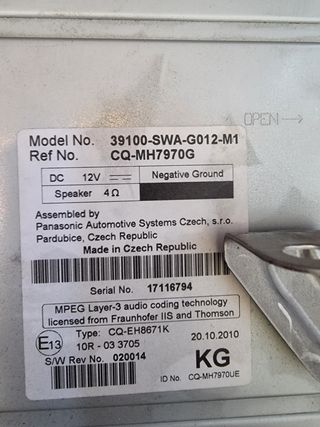 OPEN
Model No. 39100-SWA-G012-M1
Ref No. CQ-MH7970G
DC 12V Negative Ground
Speaker 4Ω
Assembled by
Panasonic Automotive Systems Czech, s.r.o.
Pardubice, Czech Republic
Made in Czech Republic
Serial No. 17116794
MPEG Layer-3 audio coding technology
licensed from Fraunhofer IIS and Thomson
E13 Type: CQ-EH8671K 20.10.2010
10R - 03 3705
S/W Rev No. 020014 KG
ID No. CQ-MH7970UE